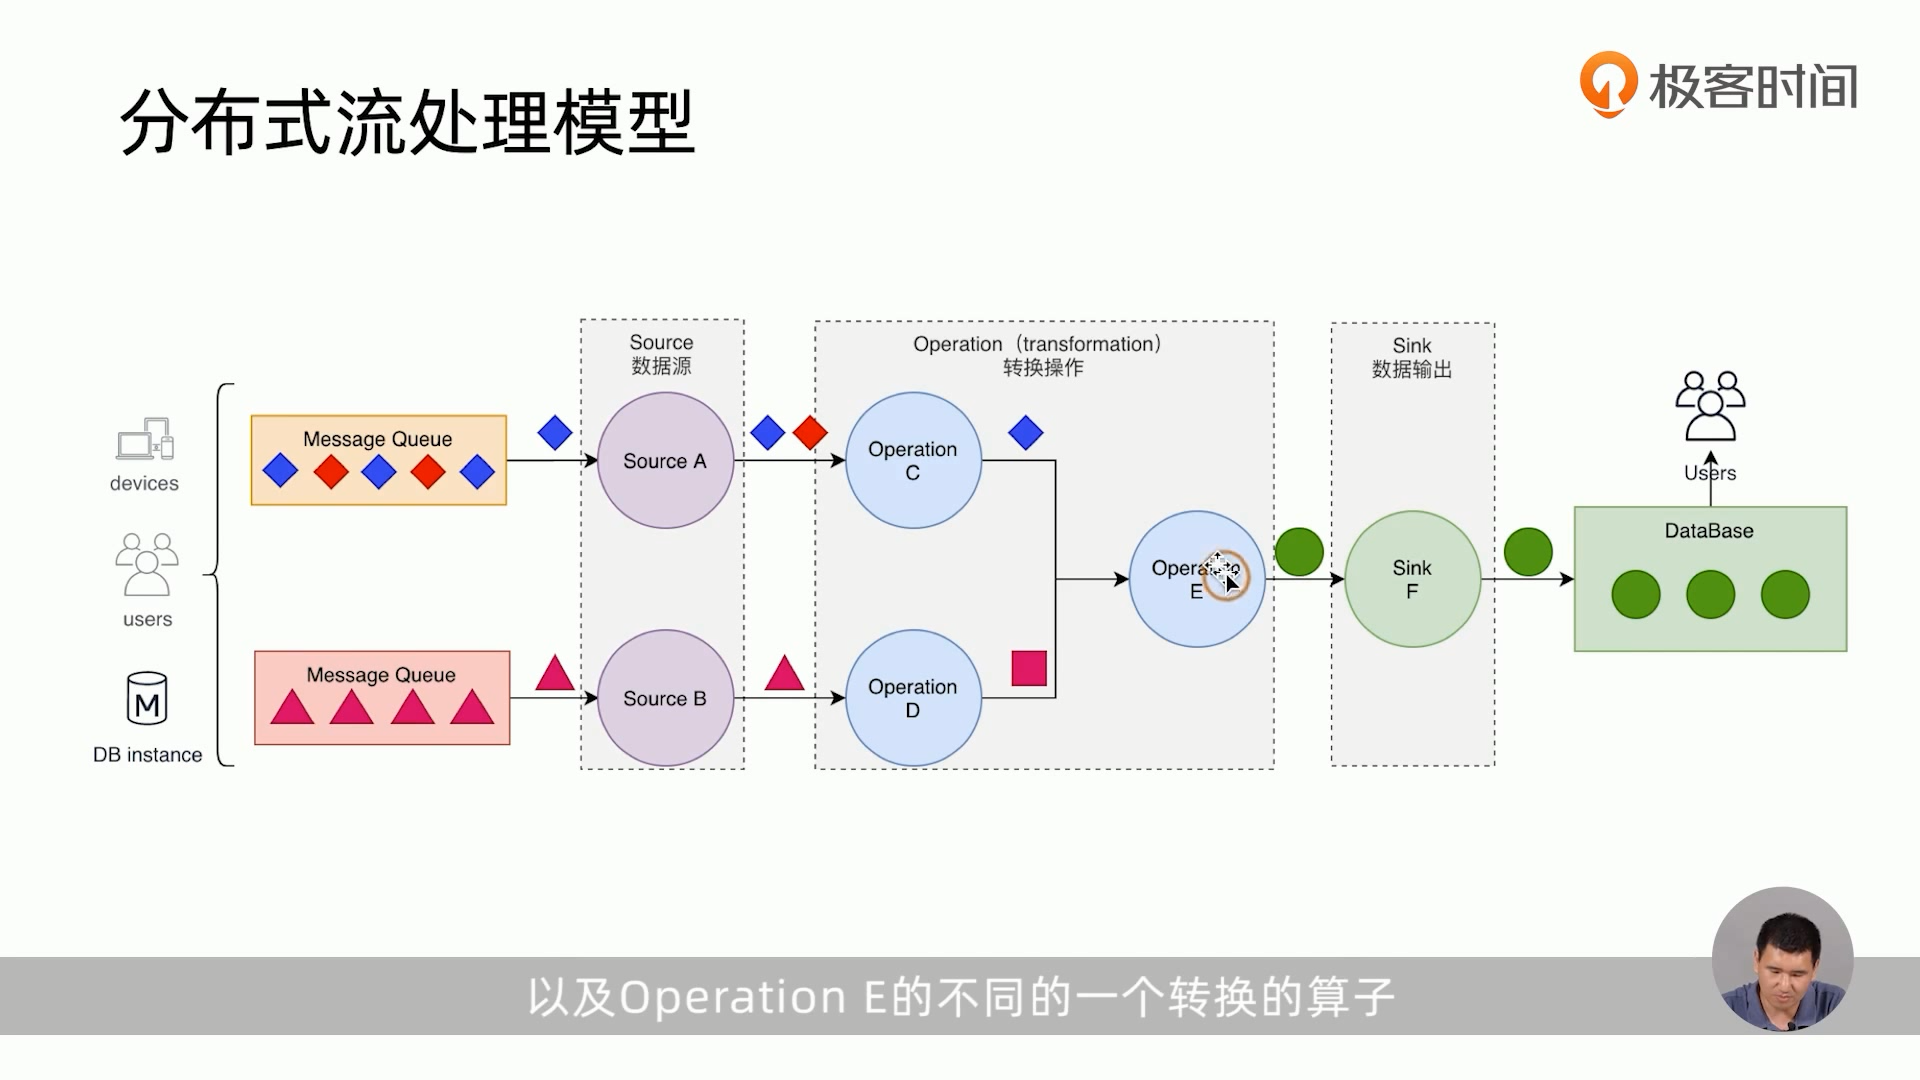 极客时间
分布式流处理模型
Source
数据源
Operation（transformation）
转换操作
Sink
数据输出
devices
users
DB instance
Message Queue
Message Queue
Source A
Source B
Operation
C
Operation
D
E
Sink
F
Users
DataBase
M
以及Operation E的不同的一个转换的算子